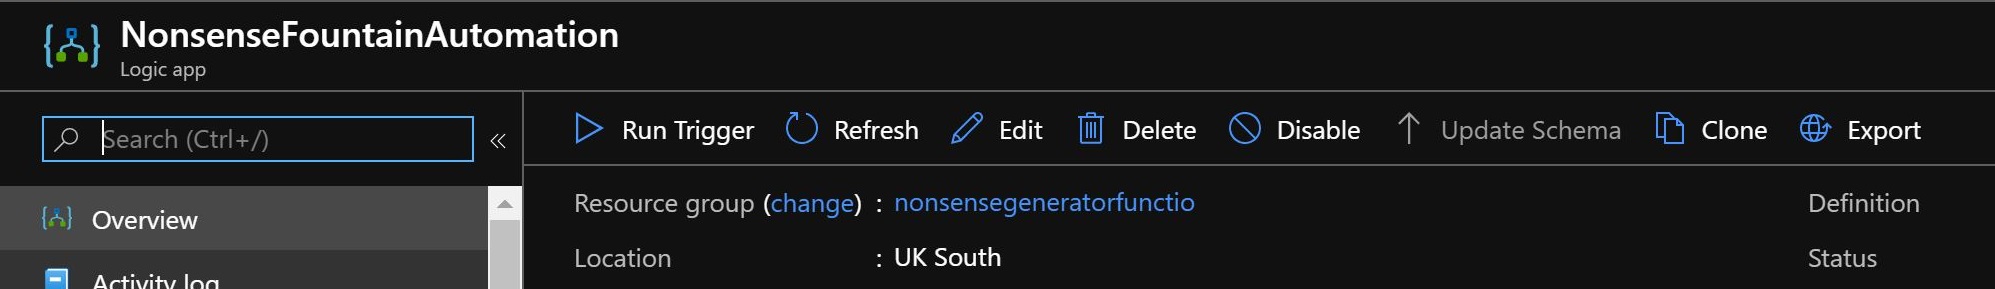 NonsenseFountainAutomation
Logic app
Search (Ctrl+/)
«
Run Trigger Refresh Edit Delete Disable Update Schema Clone Export
Overview
Activity log
Resource group (change) : nonsensegeneratorfunctio
Definition
Location : UK South
Status